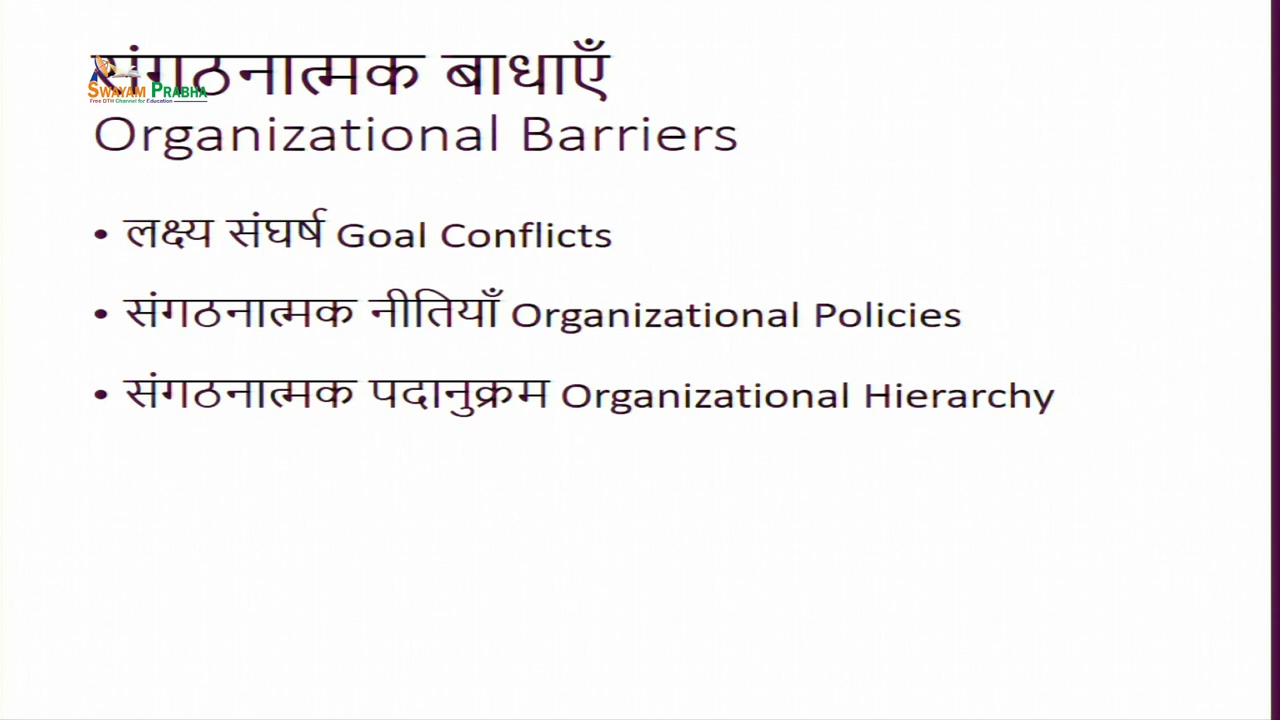 संगठनात्मक बाधाएँ
SWAYAM PRABHA
Free DTH Channel for Education
Organizational Barriers
• लक्ष्य संघर्ष Goal Conflicts
• संगठनात्मक नीतियाँ Organizational Policies
• संगठनात्मक पदानुक्रम Organizational Hierarchy